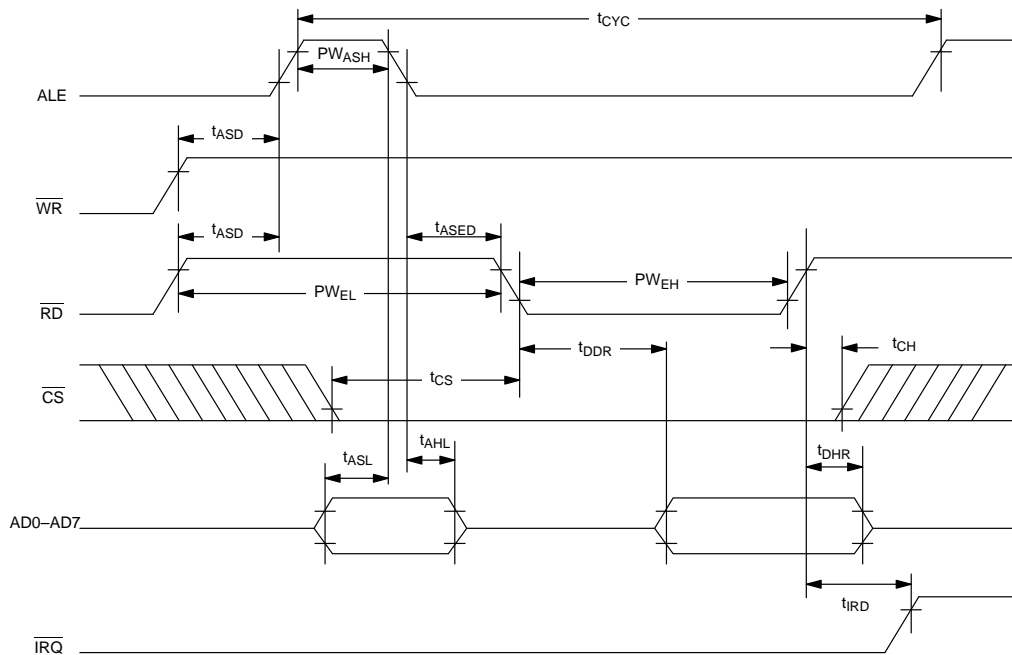 tCYC
PWASH
ALE
tASD
WR
tASD
tASED
PWEL
PWEH
RD
tDDR
tCH
tCS
CS
tAHL
tASL
tDHR
AD0–AD7
tIRD
IRQ